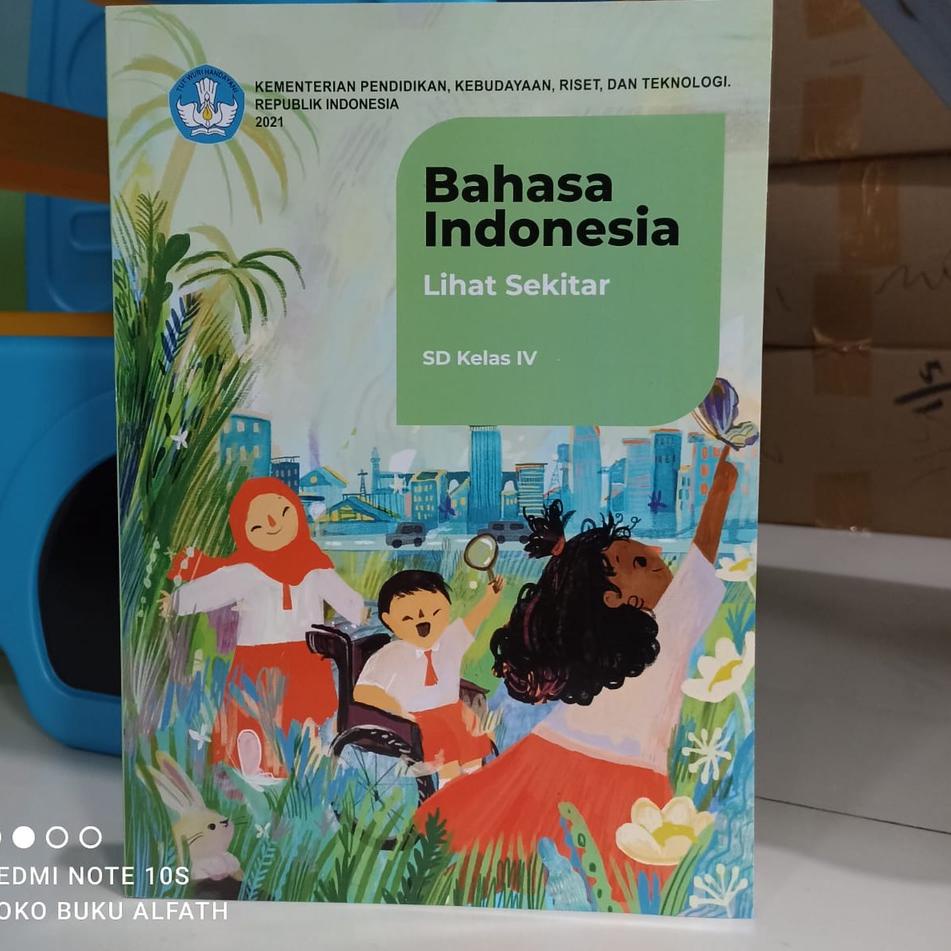 TUT WURI HANDAYANI
KEMENTERIAN PENDIDIKAN, KEBUDAYAAN, RISET, DAN TEKNOLOGI.
REPUBLIK INDONESIA
2021
Bahasa
Indonesia
Lihat Sekitar
SD Kelas IV
EDMI NOTE 10S
OKO BUKU ALFATH